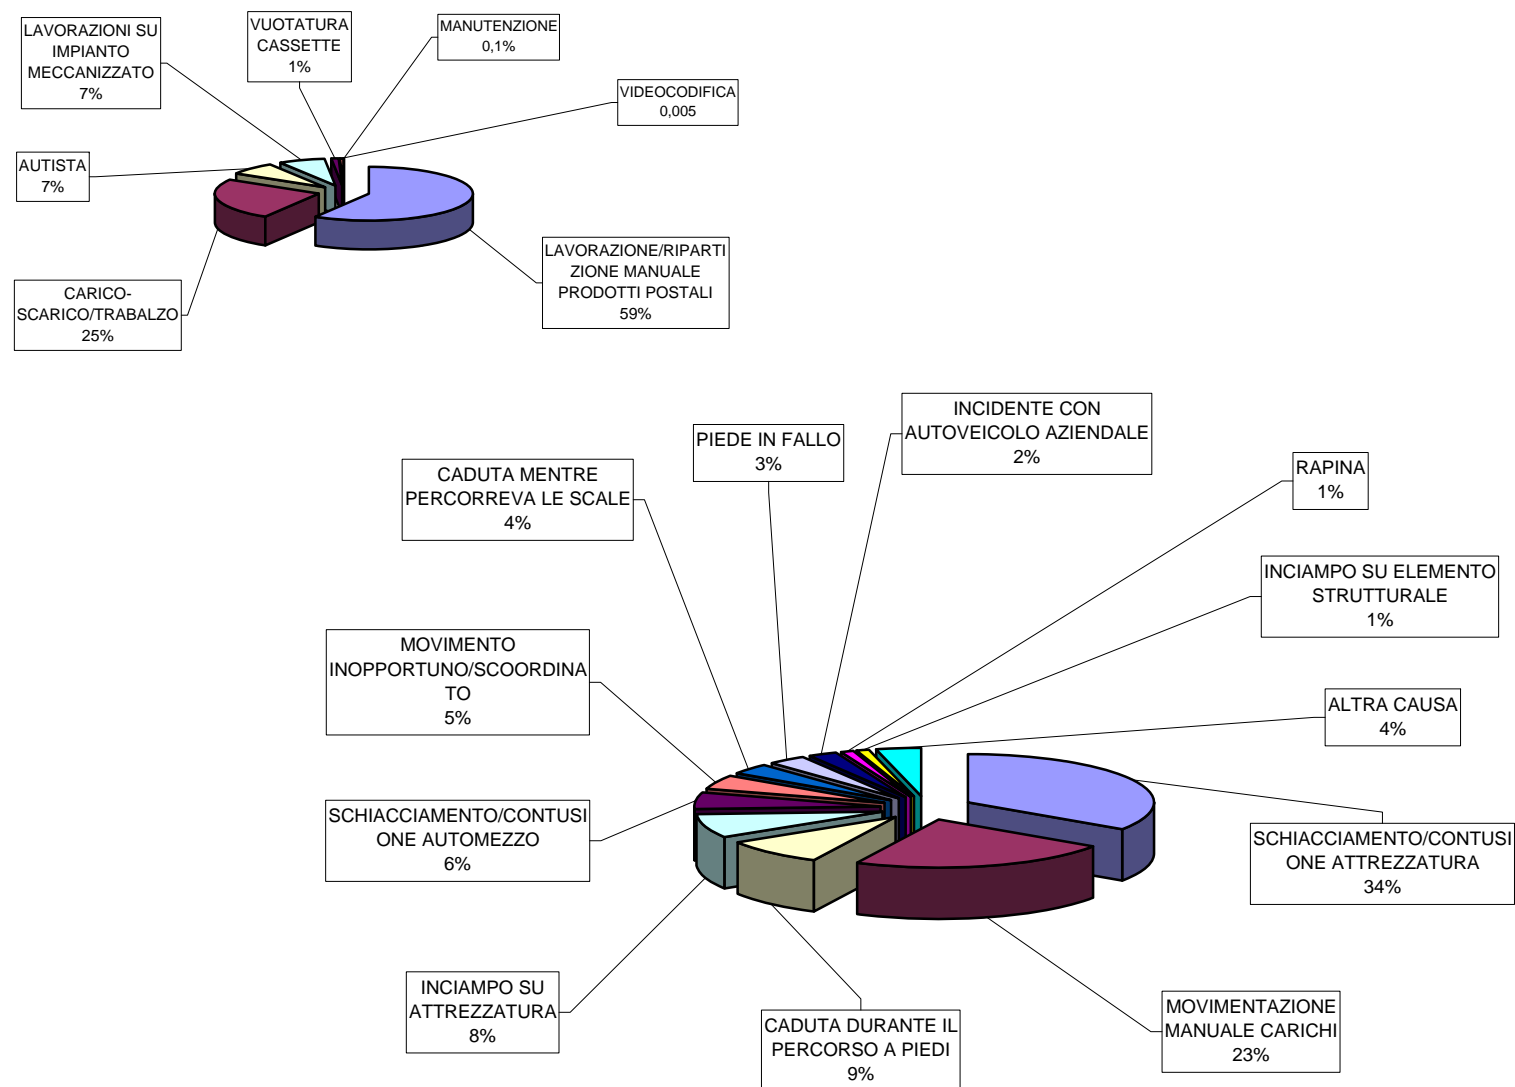 LAVORAZIONI SU
IMPIANTO
MECCANIZZATO
7%
VUOTATURA
CASSETTE
1%
MANUTENZIONE
0,1%
VIDEOCODIFICA
0,005
AUTISTA
7%
LAVORAZIONE/RIPARTI
ZIONE MANUALE
PRODOTTI POSTALI
59%
CARICO-
SCARICO/TRABALZO
25%
INCIDENTE CON
AUTOVEICOLO AZIENDALE
2%
PIEDE IN FALLO
3%
CADUTA MENTRE
PERCORREVA LE SCALE
4%
RAPINA
1%
INCIAMPO SU ELEMENTO
STRUTTURALE
1%
MOVIMENTO
INOPPORTUNO/SCOORDINA
TO
5%
ALTRA CAUSA
4%
SCHIACCIAMENTO/CONTUSI
ONE AUTOMEZZO
6%
SCHIACCIAMENTO/CONTUSI
ONE ATTREZZATURA
34%
INCIAMPO SU
ATTREZZATURA
8%
CADUTA DURANTE IL
PERCORSO A PIEDI
9%
MOVIMENTAZIONE
MANUALE CARICHI
23%